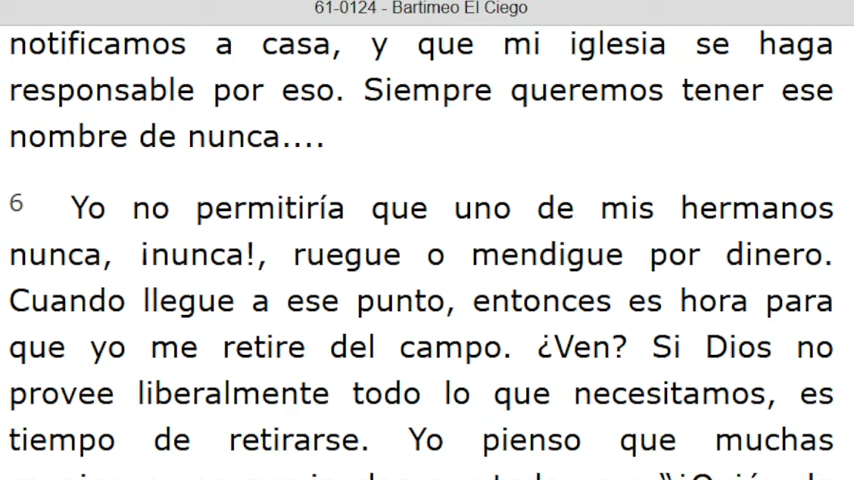 61-0124 - Bartimeo El Ciego
notificamos a casa, y que mi iglesia se haga
responsable por eso. Siempre queremos tener ese
nombre de nunca....
6 Yo no permitiría que uno de mis hermanos
nunca, ¡nunca!, ruegue o mendigue por dinero.
Cuando llegue a ese punto, entonces es hora para
que yo me retire del campo. ¿Ven? Si Dios no
provee liberalmente todo lo que necesitamos, es
tiempo de retirarse. Yo pienso que muchas